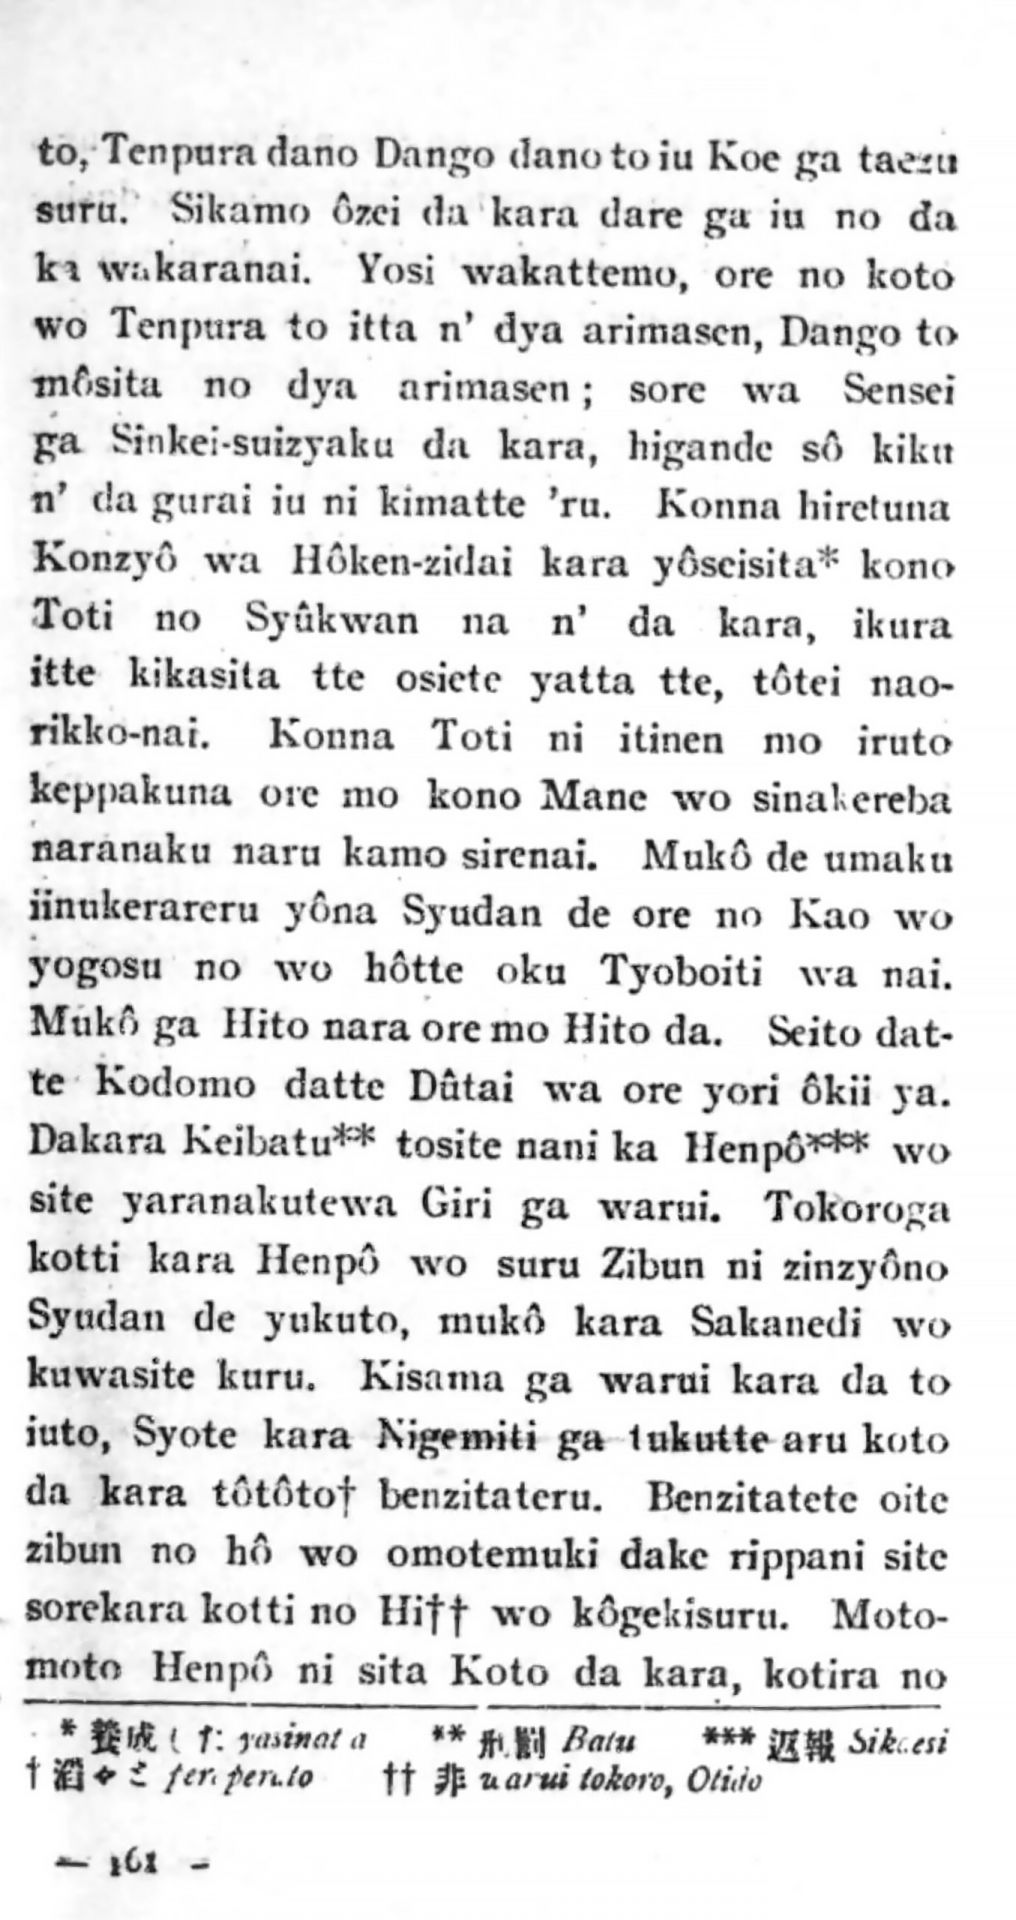 to, Tenpura dano Dango dano to iu Koe ga taezu
suru. Sikamo ôzei da kara dare ga iu no da
ka wakaranai. Yosi wakattemo, ore no koto
wo Tenpura to itta n' dya arimasen, Dango to
môsita no dya arimasen; sore wa Sensei
ga Sinkei-suizyaku da kara, higande sô kiku
n' da gurai iu ni kimatte 'ru. Konna hiretuna
Konzyô wa Hôken-zidai kara yôseisita* kono
Toti no Syûkwan na n' da kara, ikura
itte kikasita tte osiete yatta tte, tôtei nao-
rikko-nai. Konna Toti ni itinen mo iruto
keppakuna ore mo kono Mane wo sinakereba
naranaku naru kamo sirenai. Mukô de umaku
iinukerareru yôna Syudan de ore no Kao wo
yogosu no wo hôtte oku Tyoboiti wa nai.
Mukô ga Hito nara ore mo Hito da. Seito dat-
te Kodomo datte Dûtai wa ore yori ôkii ya.
Dakara Keibatu** tosite nani ka Henpô*** wo
site yaranakutewa Giri ga warui. Tokoroga
kotti kara Henpô wo suru Zibun ni zinzyôno
Syudan de yukuto, mukô kara Sakanedi wo
kuwasite kuru. Kisama ga warui kara da to
iuto, Syote kara Nigemiti ga tukutte aru koto
da kara tôtôto† benzitateru. Benzitatete oite
zibun no hô wo omotemuki dake rippani site
sorekara kotti no Hi†† wo kôgekisuru. Moto-
moto Henpô ni sita Koto da kara, kotira no
* 養成した yasinata ** 刑罰 Batu *** 返報 Sikaesi
† 滔々と †† 非 warui tokoro, Otido
— 161 -